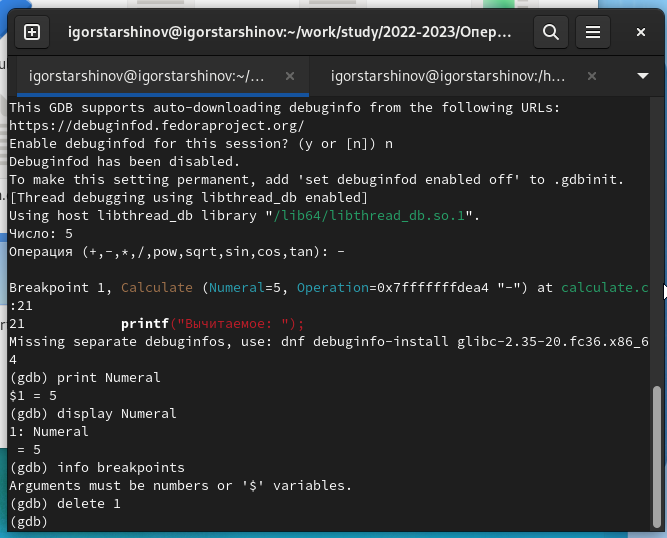 igorstarshinov@igorstarshinov:~/work/study/2022-2023/Опер...
igorstarshinov@igorstarshinov:~/...
igorstarshinov@igorstarshinov:/h...
This GDB supports auto-downloading debuginfo from the following URLs:
https://debuginfod.fedoraproject.org/
Enable debuginfod for this session? (y or [n]) n
Debuginfod has been disabled.
To make this setting permanent, add 'set debuginfod enabled off' to .gdbinit.
[Thread debugging using libthread_db enabled]
Using host libthread_db library "/lib64/libthread_db.so.1".
Число: 5
Операция (+,-,*,/,pow,sqrt,sin,cos,tan): -
Breakpoint 1, Calculate (Numeral=5, Operation=0x7fffffffdea4 "-") at calculate.c
:21
21 printf("Вычитаемое: ");
Missing separate debuginfos, use: dnf debuginfo-install glibc-2.35-20.fc36.x86_6
4
(gdb) print Numeral
$1 = 5
(gdb) display Numeral
1: Numeral
= 5
(gdb) info breakpoints
Arguments must be numbers or '$' variables.
(gdb) delete 1
(gdb)